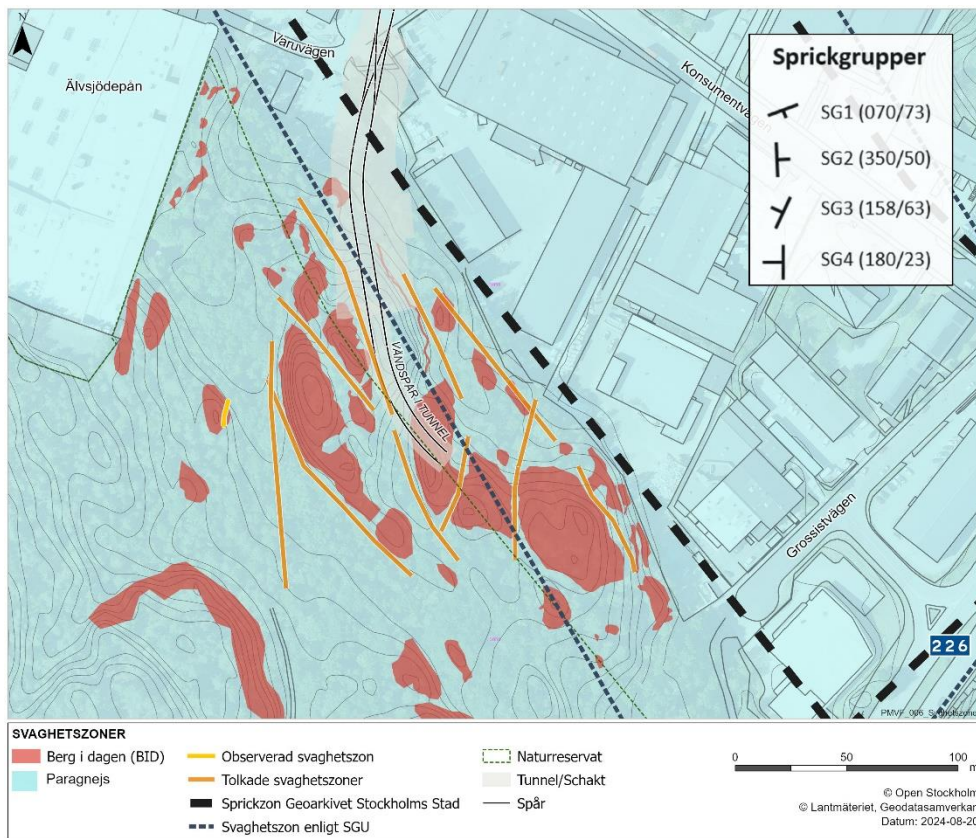 N
Varuvägen
Älvsjödepån
Konsumentvägen
Sprickgrupper
SG1 (070/73)
SG2 (350/50)
SG3 (158/63)
SG4 (180/23)
VÄNDSPÅR I TUNNEL
Grossistvägen
226
SVAGHETSZONER
Berg i dagen (BID)
Paragnejs
Observerad svaghetszon
Tolkade svaghetszoner
Sprickzon Geoarkivet Stockholms Stad
Svaghetszon enligt SGU
Naturreservat
Tunnel/Schakt
Spår
0 50 100
m
© Open Stockholm
© Lantmäteriet, Geodatasamverkan
Datum: 2024-08-20